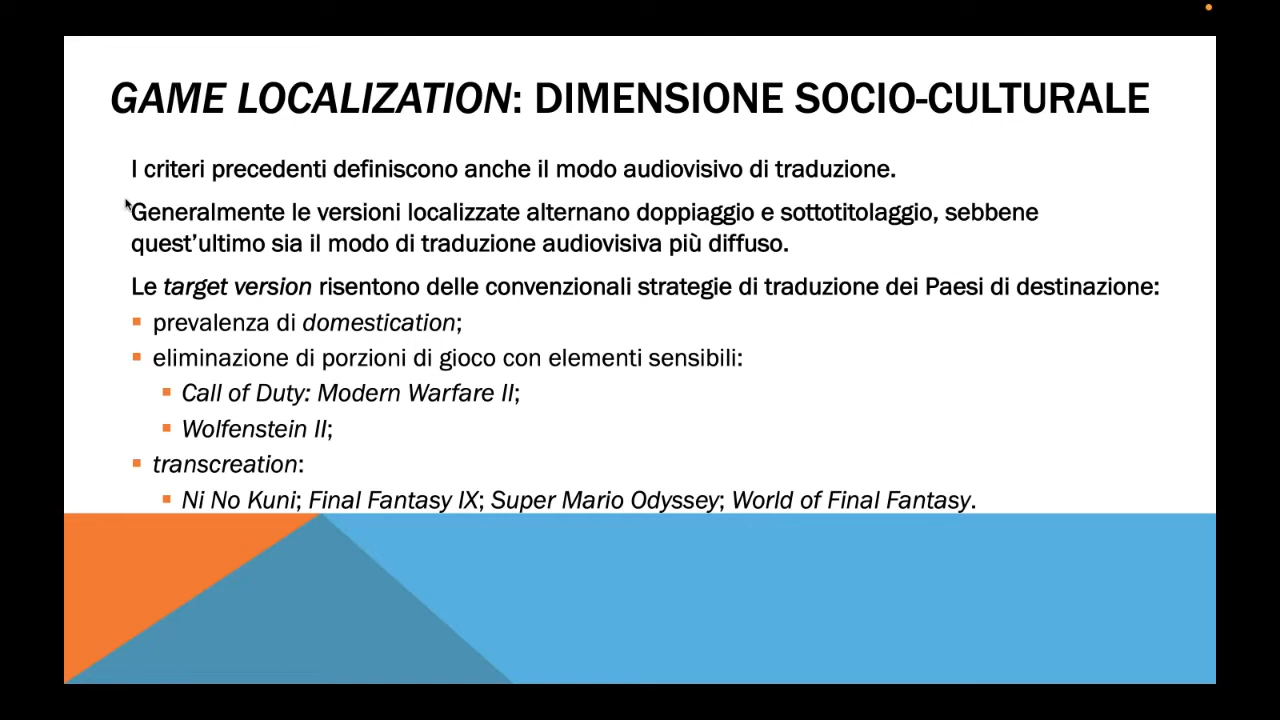 GAME LOCALIZATION: DIMENSIONE SOCIO-CULTURALE
I criteri precedenti definiscono anche il modo audiovisivo di traduzione.
Generalmente le versioni localizzate alternano doppiaggio e sottotitolaggio, sebbene
quest'ultimo sia il modo di traduzione audiovisiva più diffuso.
Le target version risentono delle convenzionali strategie di traduzione dei Paesi di destinazione:
▪ prevalenza di domestication;
▪ eliminazione di porzioni di gioco con elementi sensibili:
▪ Call of Duty: Modern Warfare II;
▪ Wolfenstein II;
▪ transcreation:
▪ Ni No Kuni; Final Fantasy IX; Super Mario Odyssey; World of Final Fantasy.